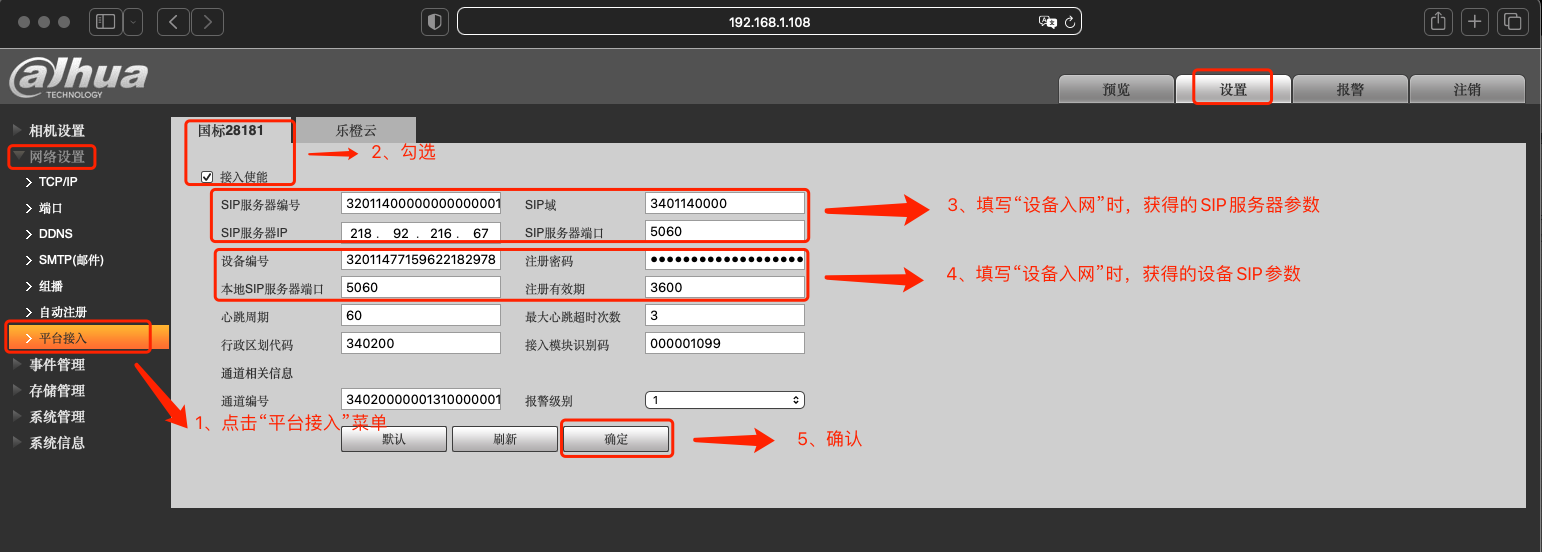 192.168.1.108
alhua
TECHNOLOGY
预览
设置
报警
注销
相机设置
网络设置
TCP/IP
端口
DDNS
SMTP(邮件)
组播
自动注册
平台接入
事件管理
存储管理
系统管理
系统信息
国标28181
乐橙云
2、勾选
接入使能
SIP服务器编号 32011400000000000001 SIP域 3401140000
3、填写“设备入网”时，获得的SIP服务器参数
SIP服务器IP 218 . 92 . 216 . 67 SIP服务器端口 5060
设备编号 32011477159622182978 注册密码 ●●●●●●●●●●●●●●●●●●●
4、填写“设备入网”时，获得的设备SIP参数
本地SIP服务器端口 5060 注册有效期 3600
心跳周期 60 最大心跳超时次数 3
行政区划代码 340200 接入模块识别码 000001099
通道相关信息
通道编号 34020000001310000001 报警级别 1
1、点击“平台接入”菜单
默认 刷新 确定
5、确认